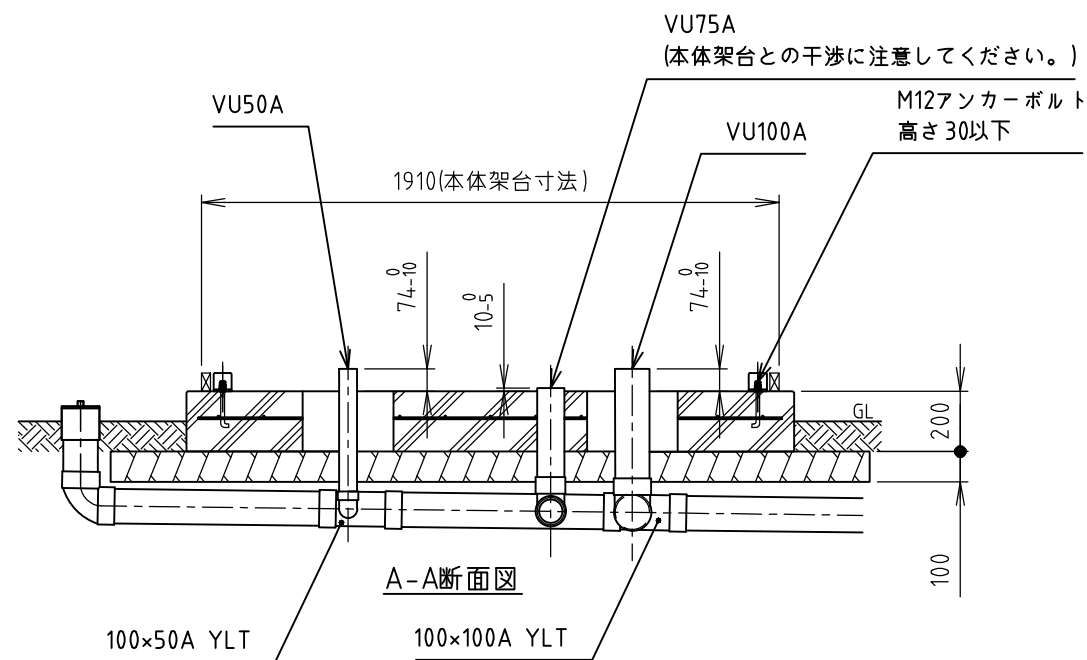 VU75A
(本体架台との干渉に注意してください。)
VU50A
M12アンカーボルト
高さ30以下
VU100A
1910(本体架台寸法)
74 0 -10
10 0 -5
74 0 -10
GL
200
100
A-A断面図
100×50A YLT
100×100A YLT